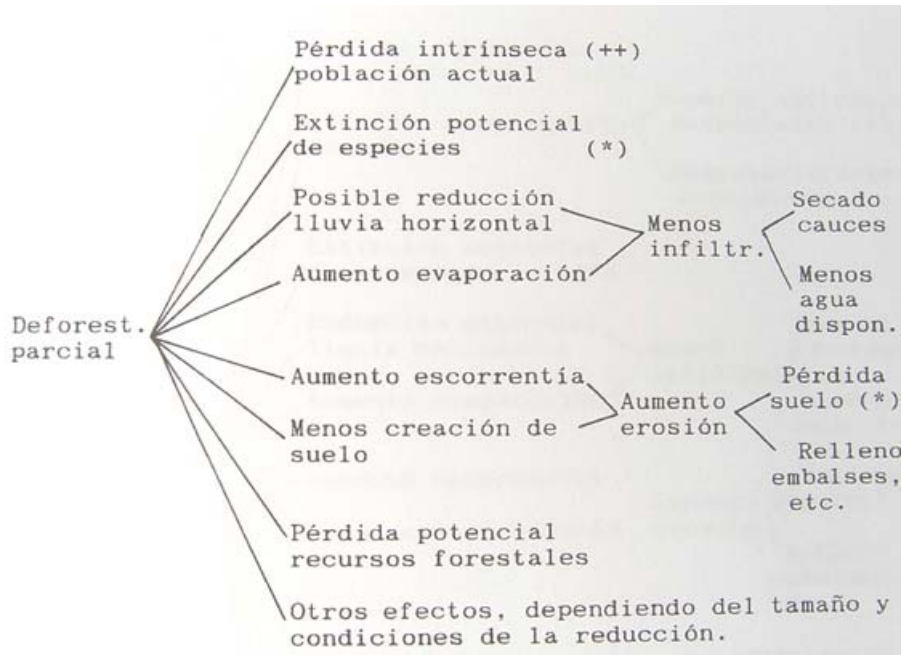 Pérdida intrínseca (++)
población actual
Extinción potencial
de especies (*)
Posible reducción
lluvia horizontal
Aumento evaporación
Menos
infiltr.
Secado
cauces
Menos
agua
dispon.
Deforest.
parcial
Aumento escorrentía
Menos creación de
suelo
Aumento
erosión
Pérdida
suelo (*)
Relleno
embalses,
etc.
Pérdida potencial
recursos forestales
Otros efectos, dependiendo del tamaño y
condiciones de la reducción.